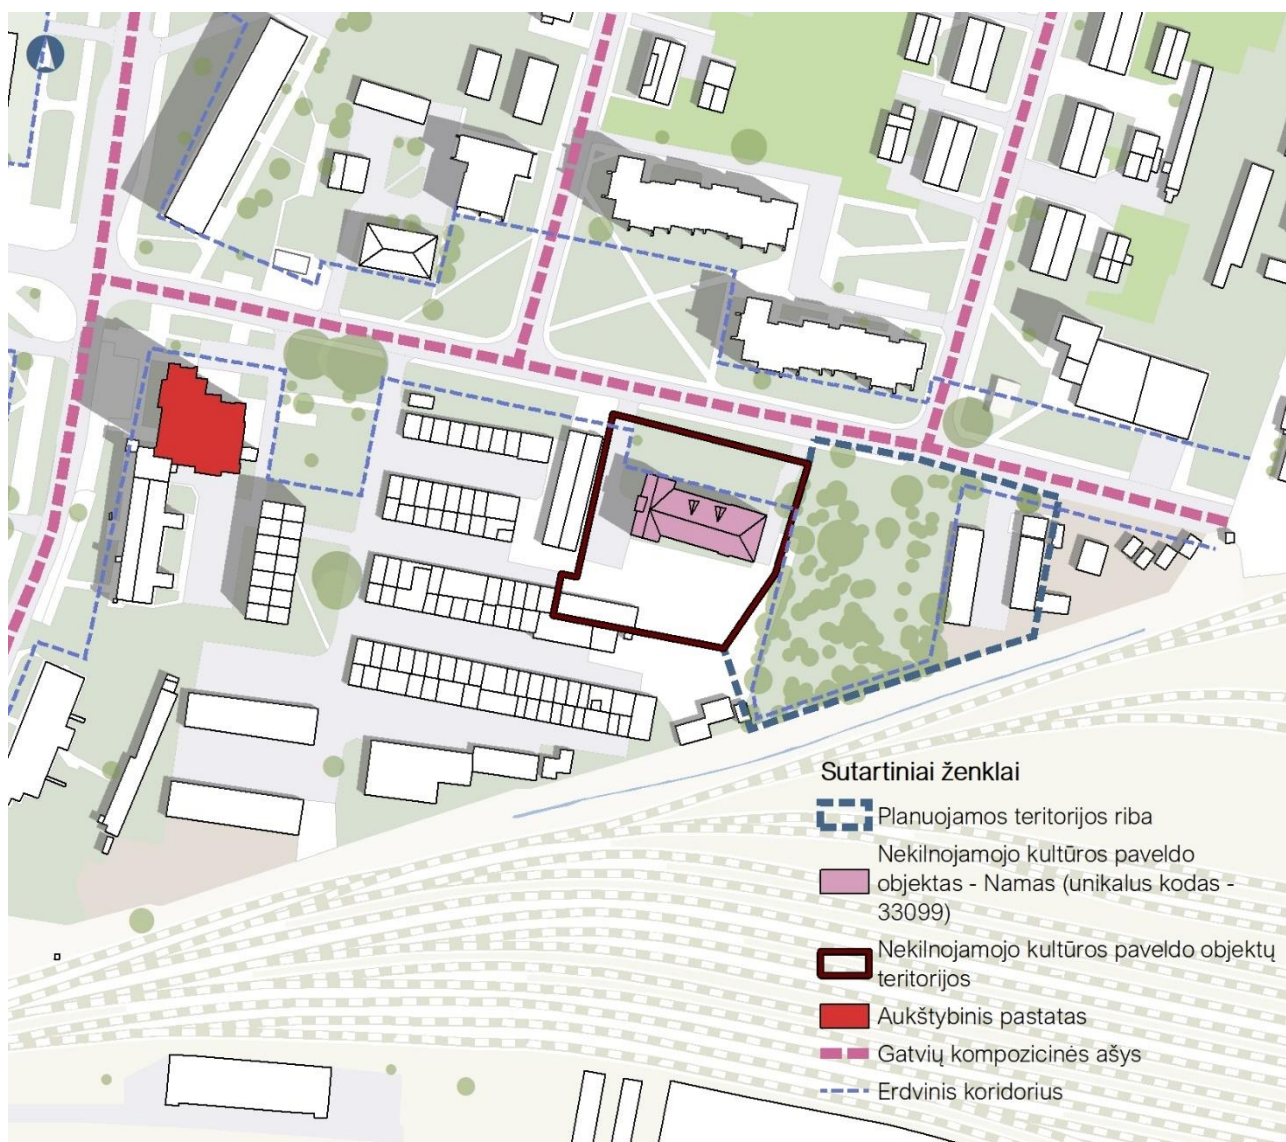 Sutartiniai ženklai
Planuojamos teritorijos riba
Nekilnojamojo kultūros paveldo
objektas - Namas (unikalus kodas -
33099)
Nekilnojamojo kultūros paveldo objektų
teritorijos
Aukštybinis pastatas
Gatvių kompozicinės ašys
Erdvinis koridorius